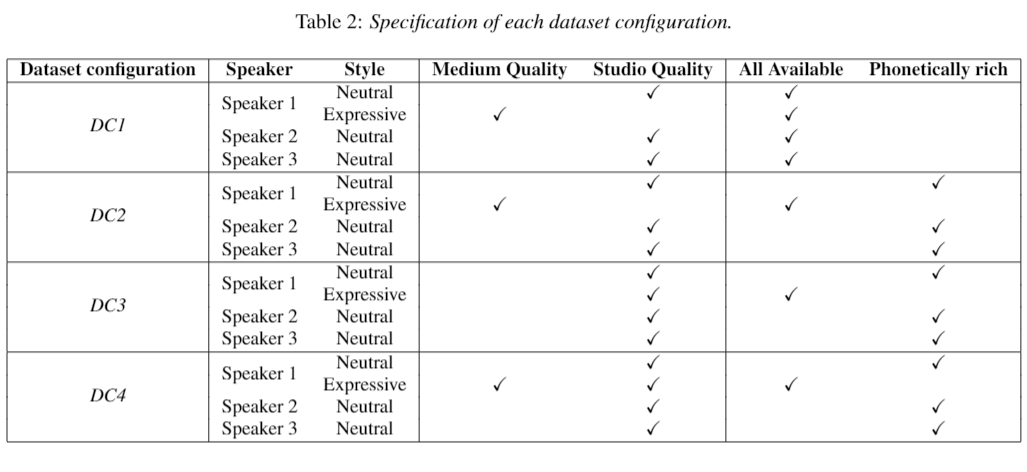 Table 2: Specification of each dataset configuration.
Dataset configuration Speaker Style Medium Quality Studio Quality All Available Phonetically rich
DC1 Speaker 1 Neutral ✓ ✓
Expressive ✓ ✓
Speaker 2 Neutral ✓ ✓
Speaker 3 Neutral ✓ ✓
DC2 Speaker 1 Neutral ✓ ✓
Expressive ✓ ✓
Speaker 2 Neutral ✓ ✓
Speaker 3 Neutral ✓ ✓
DC3 Speaker 1 Neutral ✓ ✓
Expressive ✓ ✓
Speaker 2 Neutral ✓ ✓
Speaker 3 Neutral ✓ ✓
DC4 Speaker 1 Neutral ✓ ✓
Expressive ✓ ✓ ✓
Speaker 2 Neutral ✓ ✓
Speaker 3 Neutral ✓ ✓